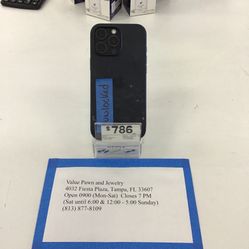 unlocked
$786
Value Pawn and Jewelry
4032 Fiesta Plaza, Tampa, FL 33607
Open 0900 (Mon-Sat)  Closes 7 PM
(Sat until 6:00 & 12:00 - 5:00 Sunday)
(813) 877-8109